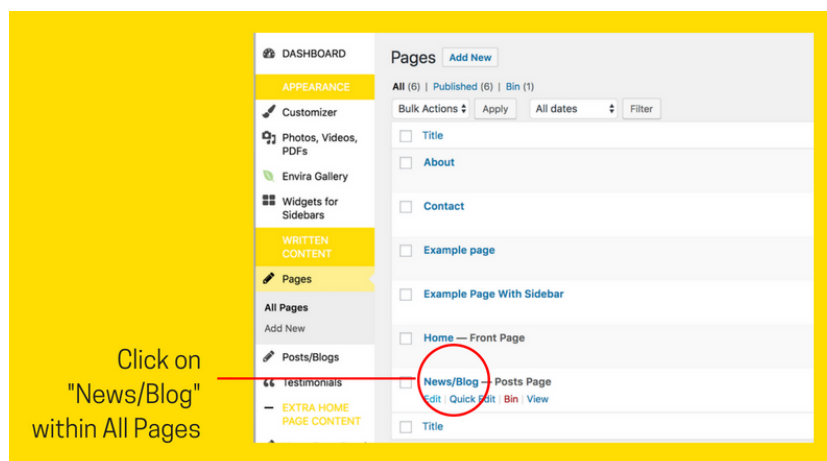 DASHBOARD
APPEARANCE
Customizer
Photos, Videos,
PDFs
Envira Gallery
Widgets for
Sidebars
WRITTEN
CONTENT
Pages
All Pages
Add New
Posts/Blogs
Testimonials
EXTRA HOME
PAGE CONTENT
Pages Add New
All (6) | Published (6) | Bin (1)
Bulk Actions Apply All dates Filter
Title
About
Contact
Example page
Example Page With Sidebar
Home — Front Page
News/Blog — Posts Page
Edit | Quick Edit | Bin | View
Title
Click on
"News/Blog"
within All Pages